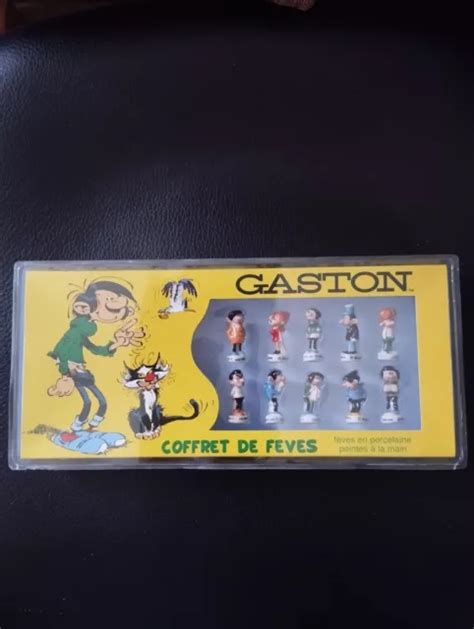 GASTON
COFFRET DE FEVES
fèves en porcelaine
peintes à la main